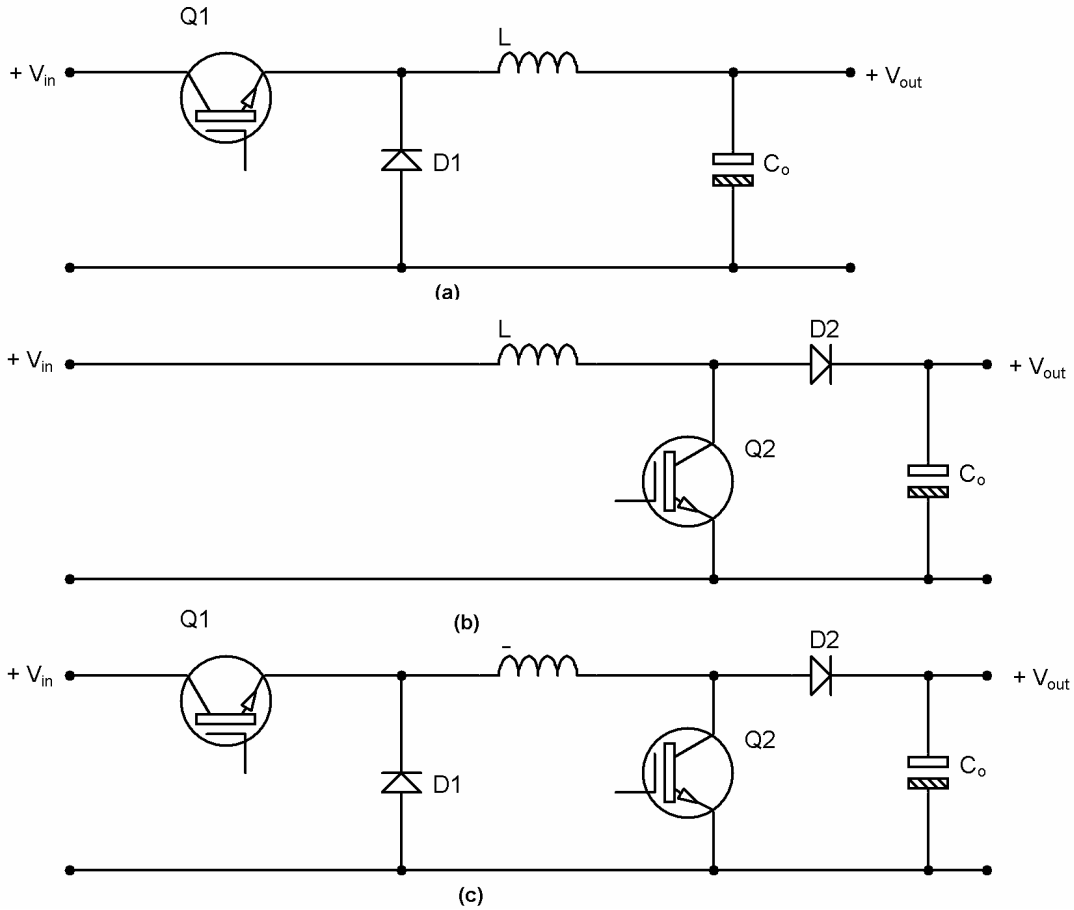 Q1
L
+ Vin
+ Vout
D1
Co
(a)
L
D2
+ Vin
+ Vout
Q2
Co
(b)
Q1
D2
+ Vin
+ Vout
Q2
D1
Co
(c)